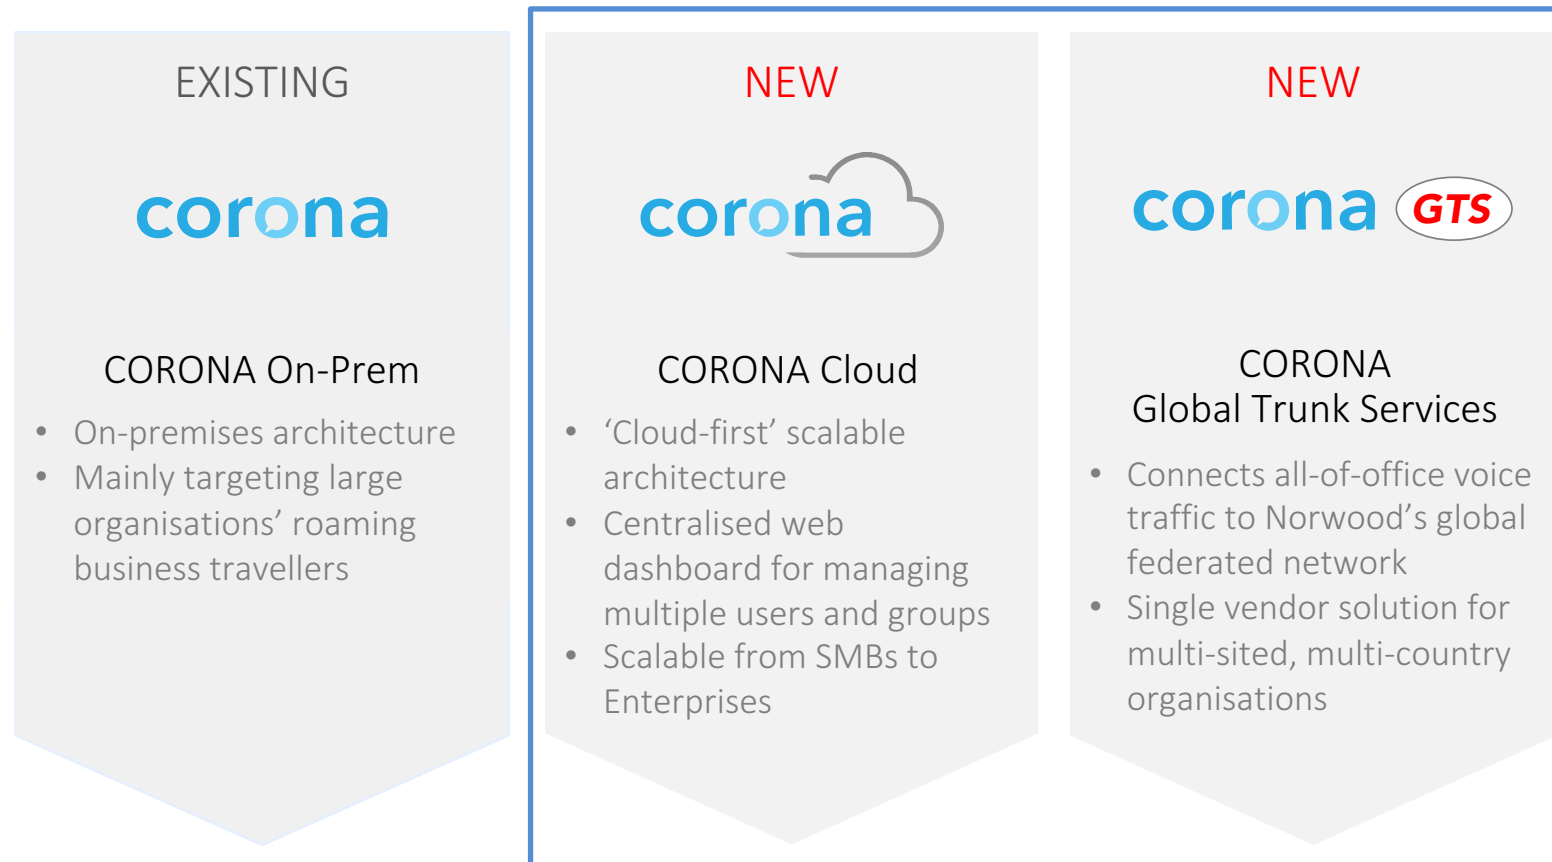 EXISTING
corona
CORONA On-Prem
• On-premises architecture
• Mainly targeting large
organisations’ roaming
business travellers
NEW
corona
CORONA Cloud
• ‘Cloud-first’ scalable
architecture
• Centralised web
dashboard for managing
multiple users and groups
• Scalable from SMBs to
Enterprises
NEW
corona GTS
CORONA
Global Trunk Services
• Connects all-of-office voice
traffic to Norwood’s global
federated network
• Single vendor solution for
multi-sited, multi-country
organisations